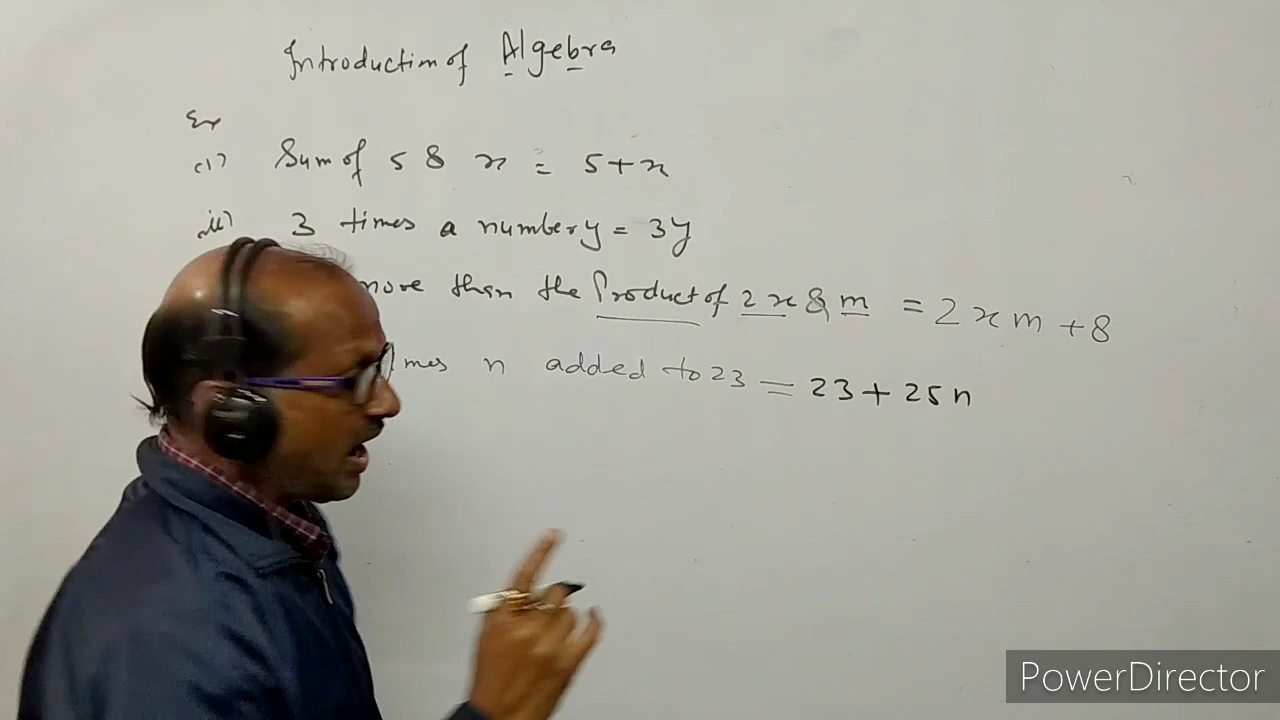 Introduction of Algebra
Ex
(i) Sum of 5 & x = 5+x
(ii) 3 times a number y = 3y
more than the Product of 2x & m = 2xm +8
times n added to 23 = 23 + 25n
PowerDirector